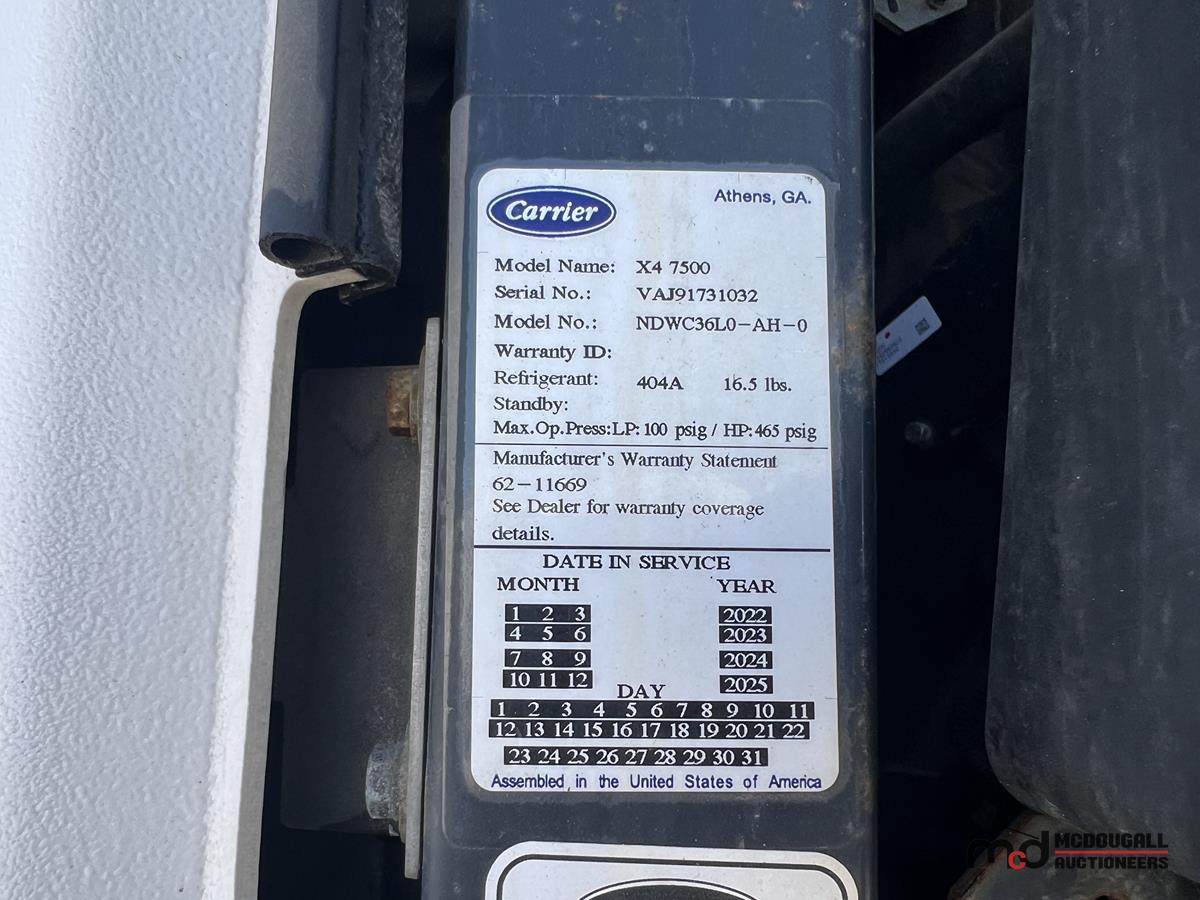 Carrier
Athens, GA.
Model Name: X4 7500
Serial No.: VAJ91731032
Model No.: NDWC36L0-AH-0
Warranty ID:
Refrigerant: 404A 16.5 lbs.
Standby:
Max.Op.Press:LP: 100 psig / HP: 465 psig
Manufacturer's Warranty Statement
62-11669
See Dealer for warranty coverage
details.
DATE IN SERVICE
MONTH YEAR
1 2 3 2022
4 5 6 2023
7 8 9 2024
10 11 12 2025
DAY
1 2 3 4 5 6 7 8 9 10 11
12 13 14 15 16 17 18 19 20 21 22
23 24 25 26 27 28 29 30 31
Assembled in the United States of America
mcd MCDOUGALL
AUCTIONEERS